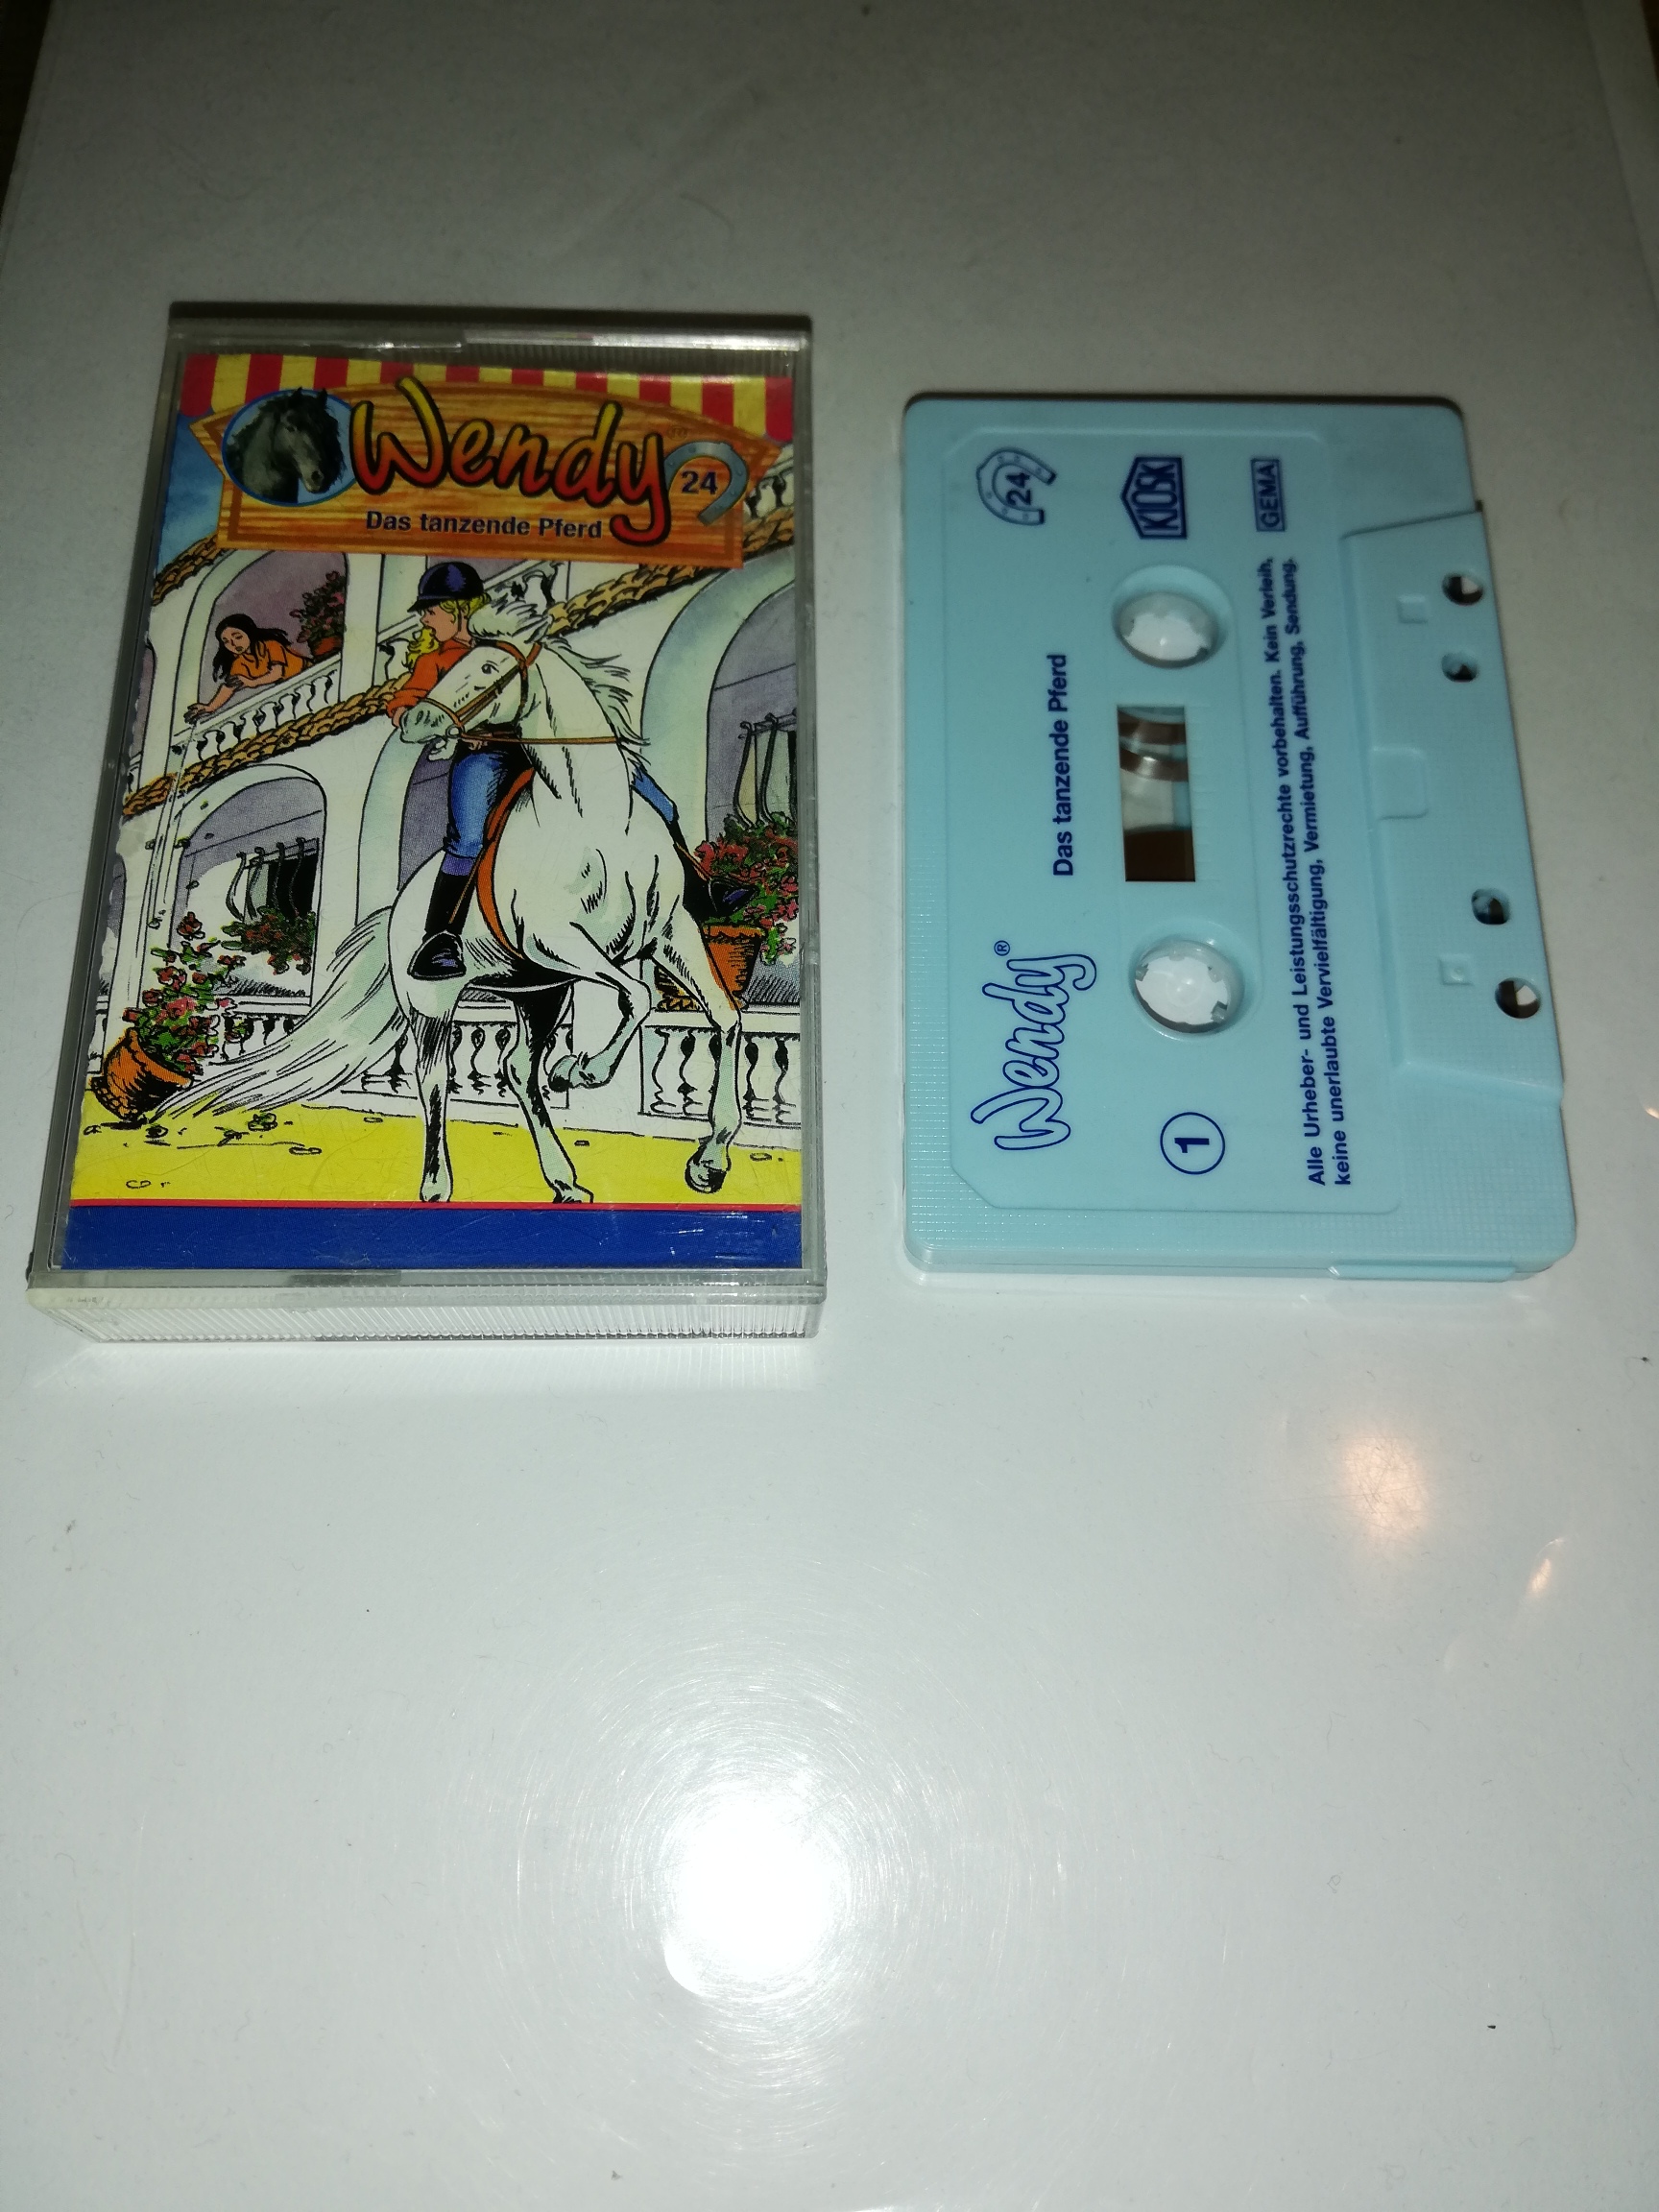 Wendy
24
Das tanzende Pferd
24
KIOSK
GEMA
Das tanzende Pferd
Wendy®
1
Alle Urheber- und Leistungsschutzrechte vorbehalten. Kein Verleih,
keine unerlaubte Vervielfältigung, Vermietung, Aufführung, Sendung.